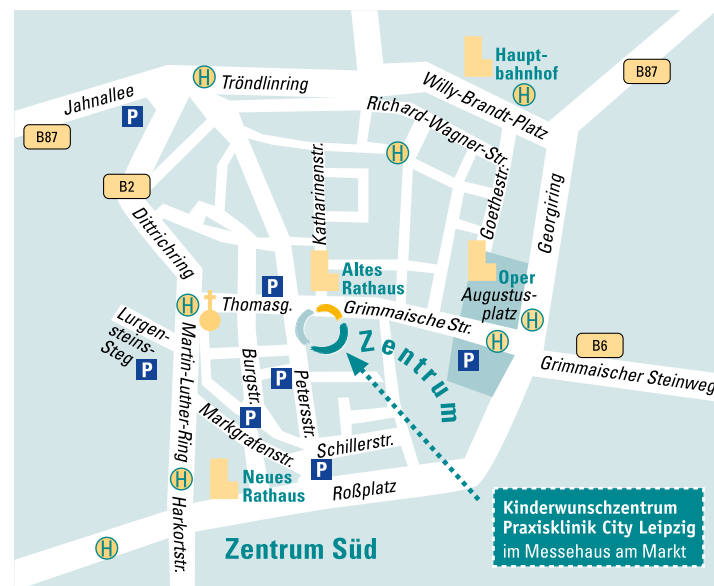 Haupt-
bahnhof
B87
Jahnallee
Tröndlinring
Willy-Brandt-Platz
H
H
P
Richard-Wagner-Str.
B87
H
B2
Katharinenstr.
Goethestr.
Georgiring
Dittrichring
Altes
Rathaus
Oper
Augustus-
platz
P
H
Thomasg.
Grimmaische Str.
H
H
Lurgen-
steins-
Steg
P
Martin-Luther-Ring
Burgstr.
P
Petersstr.
Zentrum
P
B6
Grimmaischer Steinweg
P
Markgrafenstr.
Schillerstr.
P
H
Neues
Rathaus
Roßplatz
Harkortstr.
H
Zentrum Süd
Kinderwunschzentrum
Praxisklinik City Leipzig
im Messehaus am Markt